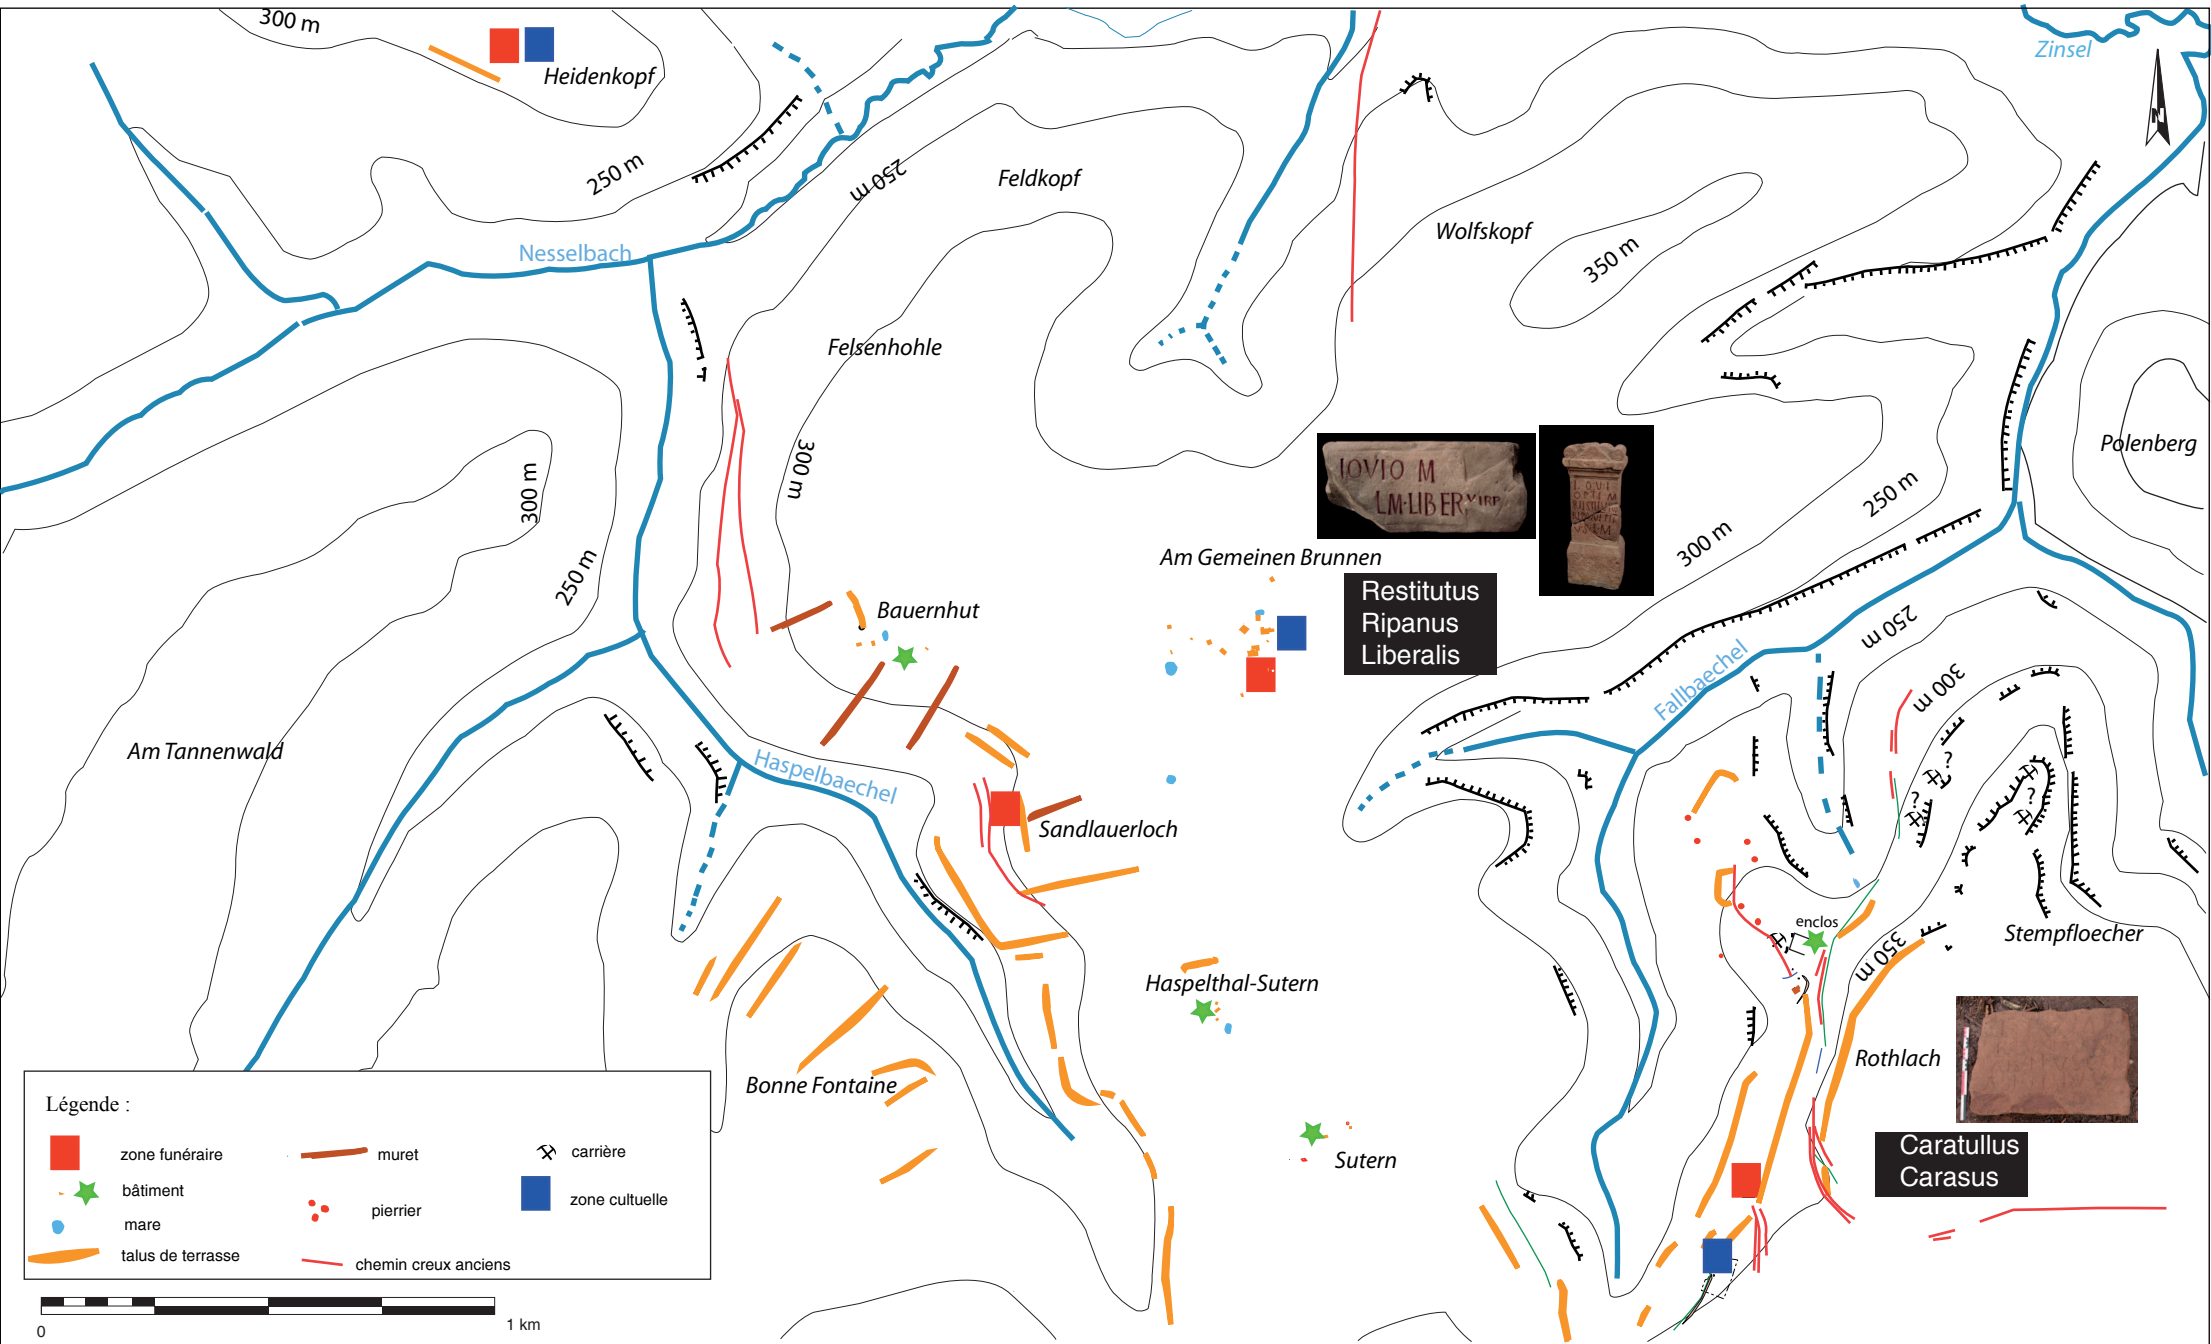 300 m
Heidenkopf
Zinsel
N
250 m
250 m
Feldkopf
Wolfskopf
350 m
Nesselbach
Felsenhohle
300 m
300 m
250 m
Polenberg
IOVIO M
LM·LIBER
IOVI
OPTIM
Am Gemeinen Brunnen
300 m
250 m
Restitutus
Ripanus
Liberalis
Bauernhut
250 m
300 m
Fallbaechel
Am Tannenwald
Haspelbaechel
Sandlauerloch
?
?
?
enclos
350 m
Stempfloecher
Haspelthal-Sutern
Bonne Fontaine
Rothlach
Sutern
Caratullus
Carasus
Légende :
zone funéraire
muret
carrière
bâtiment
zone cultuelle
mare
pierrier
talus de terrasse
chemin creux anciens
0
1 km